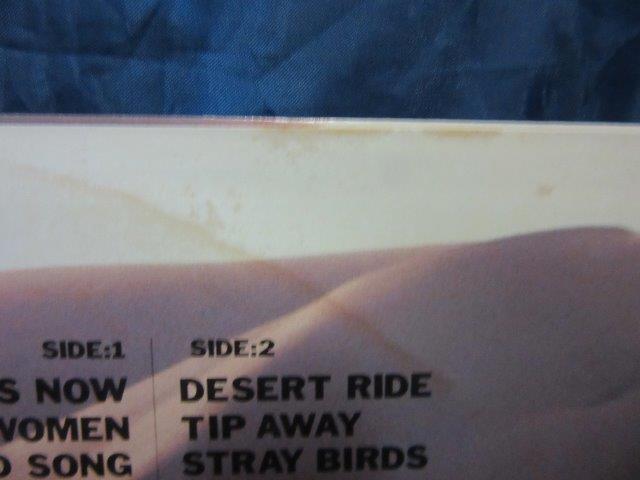 SIDE:1
S NOW
WOMEN
SONG
SIDE:2
DESERT RIDE
TIP AWAY
STRAY BIRDS